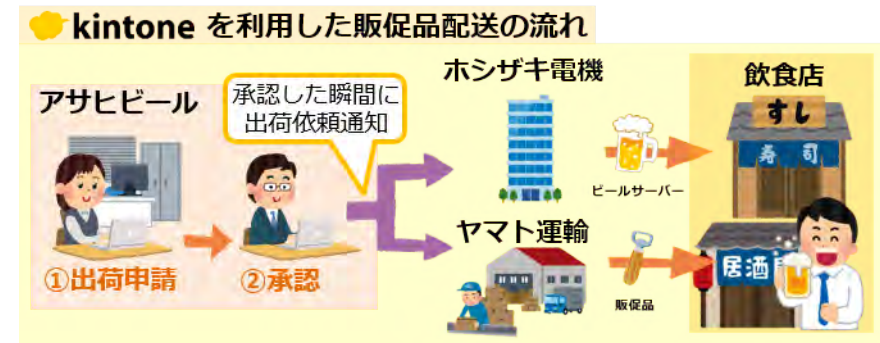 kintone を利用した販促品配送の流れ
アサヒビール
承認した瞬間に
出荷依頼通知
①出荷申請
②承認
ホシザキ電機
ビールサーバー
ヤマト運輸
販促品
飲食店
すし
寿司
居酒